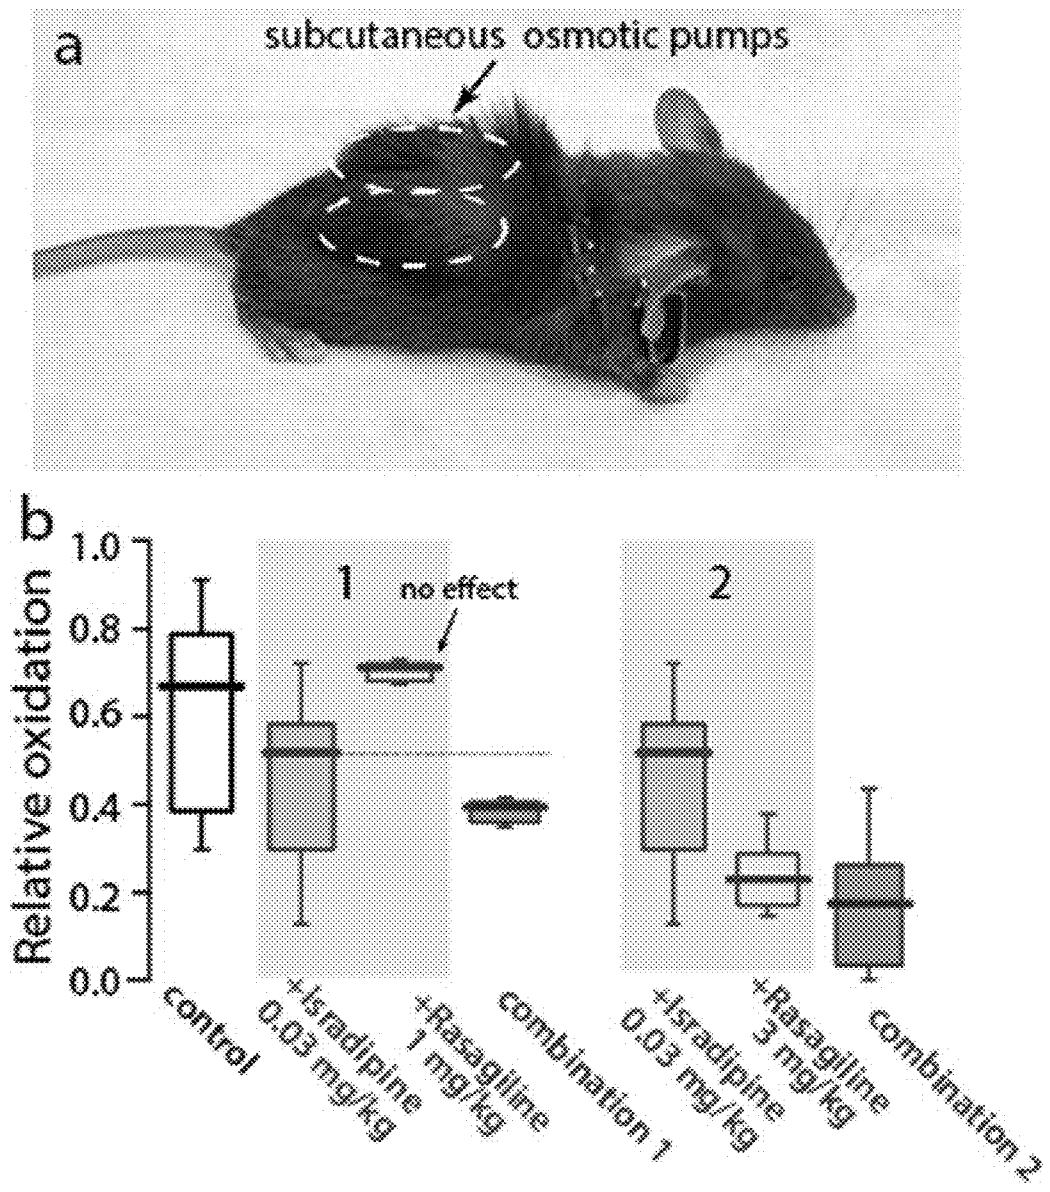 a
subcutaneous osmotic pumps
b
Relative oxidation
1.0
0.8
0.6
0.4
0.2
0.0
1
no effect
2
control
+Isradipine
0.03 mg/kg
+Rasagiline
1 mg/kg
combination 1
+Isradipine
0.03 mg/kg
+Rasagiline
3 mg/kg
combination 2